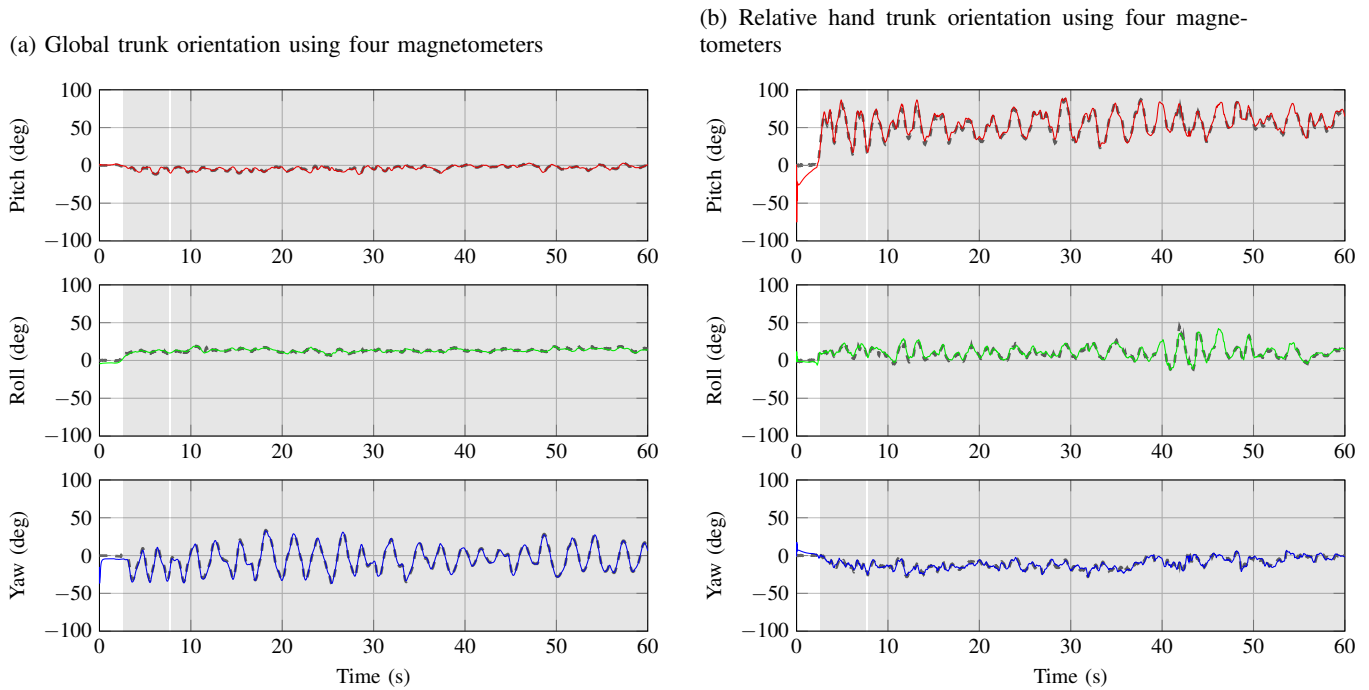 (a) Global trunk orientation using four magnetometers
100
50
0
−50
−100
Pitch (deg)
0 10 20 30 40 50 60
100
50
0
−50
−100
Roll (deg)
0 10 20 30 40 50 60
100
50
0
−50
−100
Yaw (deg)
0 10 20 30 40 50 60
Time (s)
(b) Relative hand trunk orientation using four magne-
tometers
100
50
0
−50
−100
Pitch (deg)
0 10 20 30 40 50 60
100
50
0
−50
−100
Roll (deg)
0 10 20 30 40 50 60
100
50
0
−50
−100
Yaw (deg)
0 10 20 30 40 50 60
Time (s)